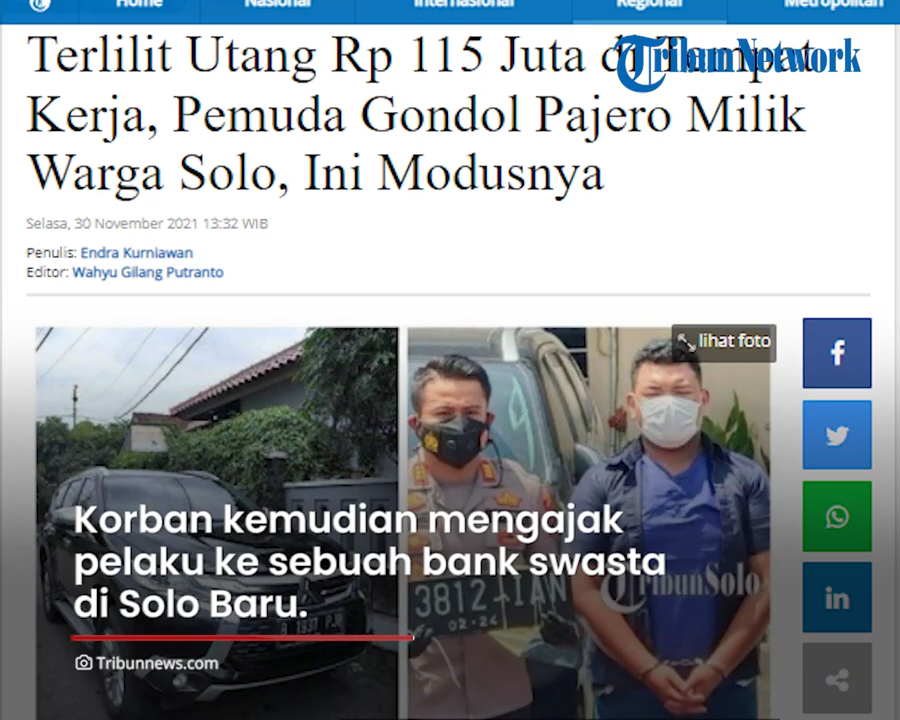 Home Nasional Internasional Regional Metropolitan
Terlilit Utang Rp 115 Juta di Tempat
TribunNetwork
Kerja, Pemuda Gondol Pajero Milik
Warga Solo, Ini Modusnya
Selasa, 30 November 2021 13:32 WIB
Penulis: Endra Kurniawan
Editor: Wahyu Gilang Putranto
lihat foto
Korban kemudian mengajak
pelaku ke sebuah bank swasta
di Solo Baru.
TribunSolo
3812 1AN
02·24
Tribunnews.com